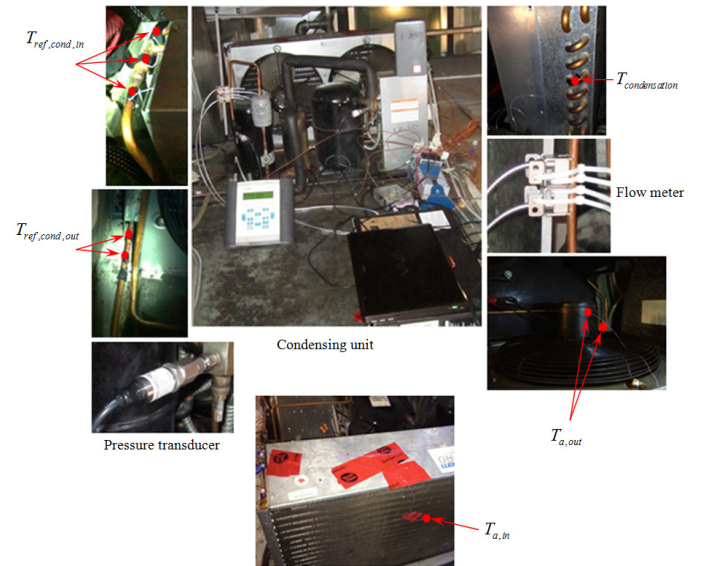 T_ref,cond,in
T_condensation
Flow meter
T_ref,cond,out
Condensing unit
Pressure transducer
T_a,out
T_a,in